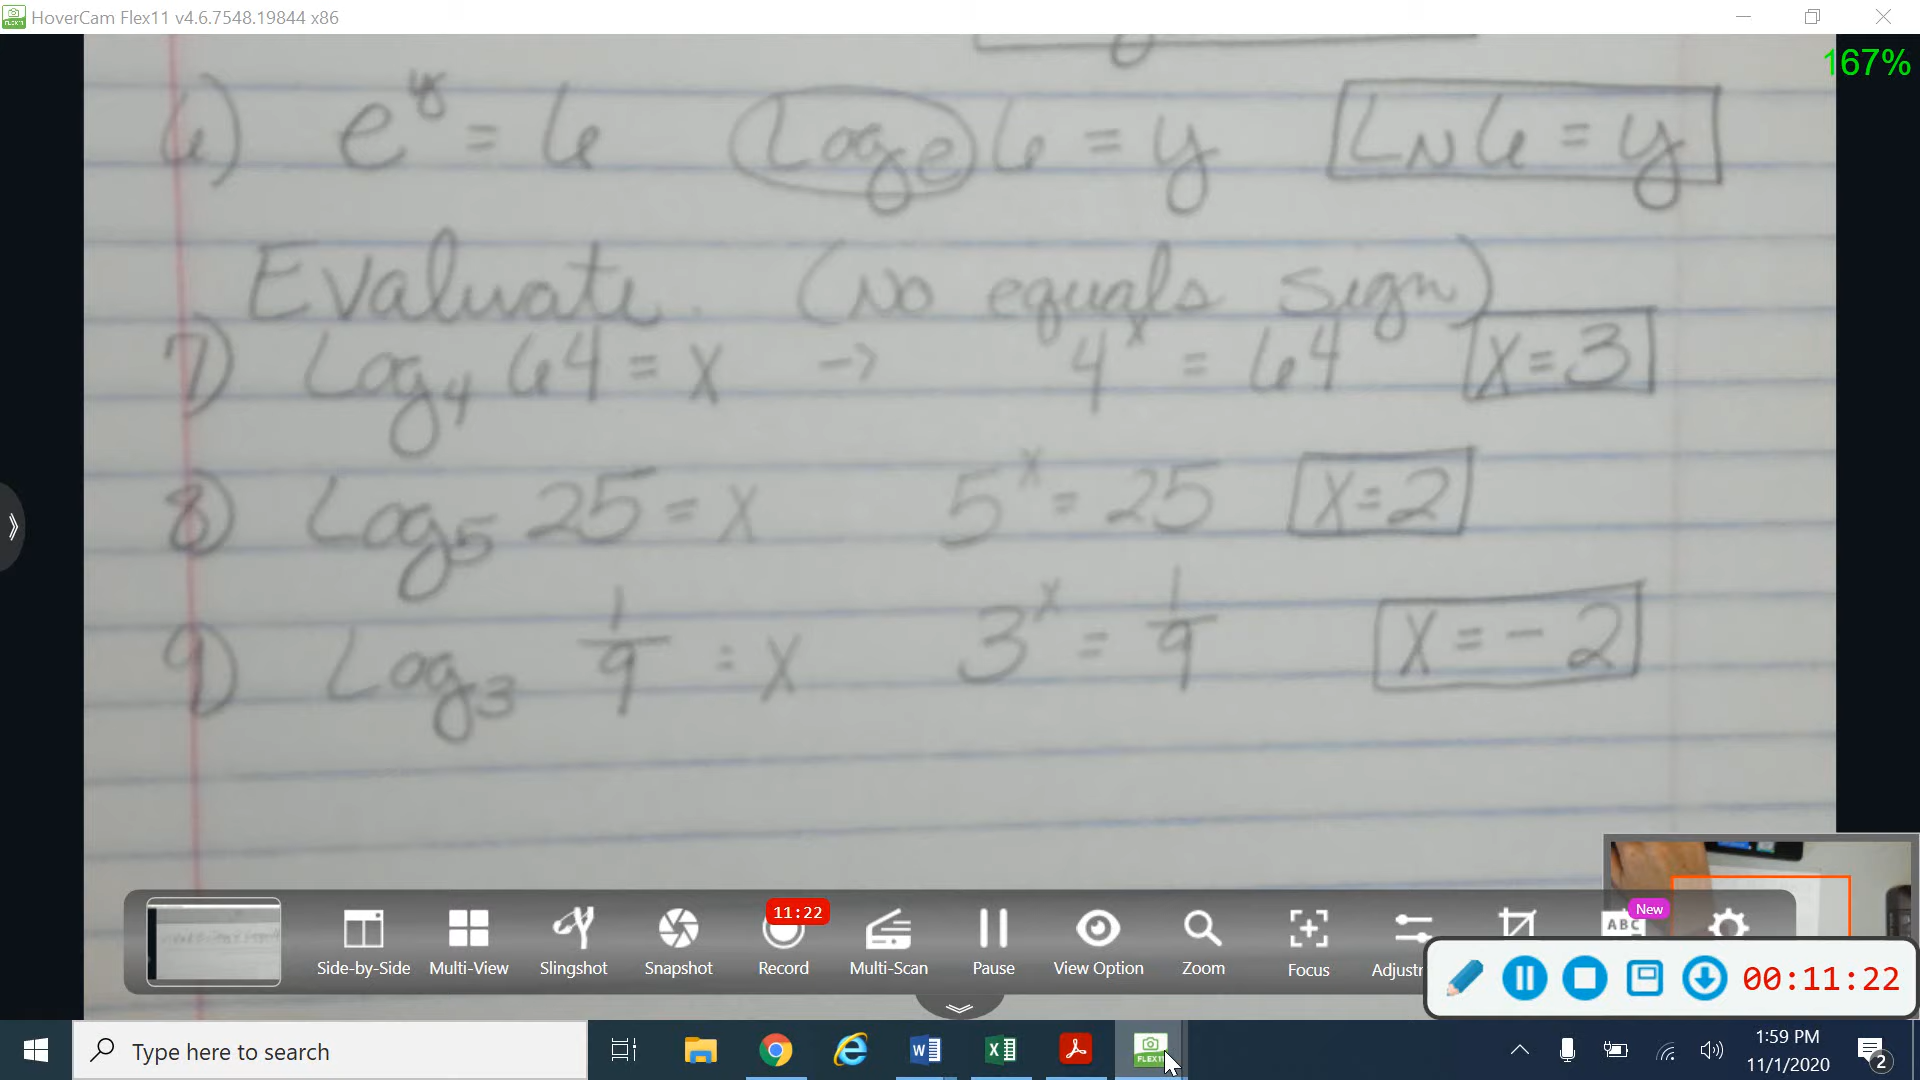 HoverCam Flex11 v4.6.7548.19844 x86
167%
6) e^y = 6 Log_e 6 = y LN 6 = y
Evaluate. (No equals sign)
7) Log_4 64 = x → 4^x = 64 x = 3
8) Log_5 25 = x 5^x = 25 x = 2
9) Log_3 1/9 = x 3^x = 1/9 x = -2
11:22
New
ABC
Side-by-Side Multi-View Slingshot Snapshot Record Multi-Scan Pause View Option Zoom Focus Adjustm
00:11:22
Type here to search
FLEX11
1:59 PM
11/1/2020
2